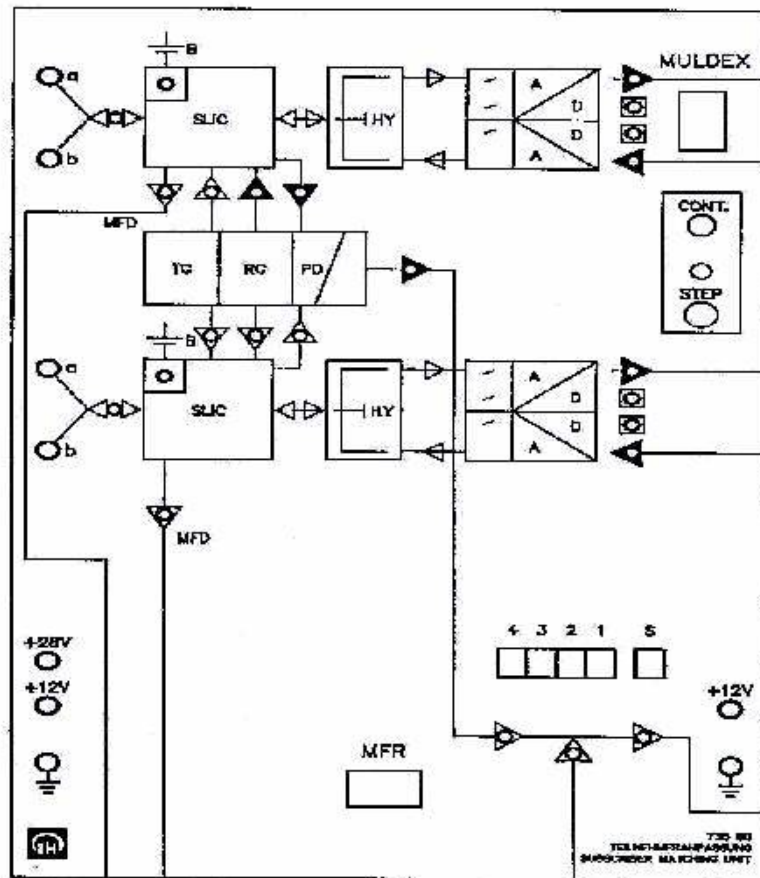 B
a
SLIC
HY
A
D
D
A
MULDEX
b
MFD
CONT.
TG
RG
PD
STEP
B
a
SLIC
HY
A
D
D
A
b
MFD
+28V
4 3 2 1 S
+12V
+12V
MFR
TEILNEHMERANPASSUNG
SUBSCRIBER MATCHING UNIT